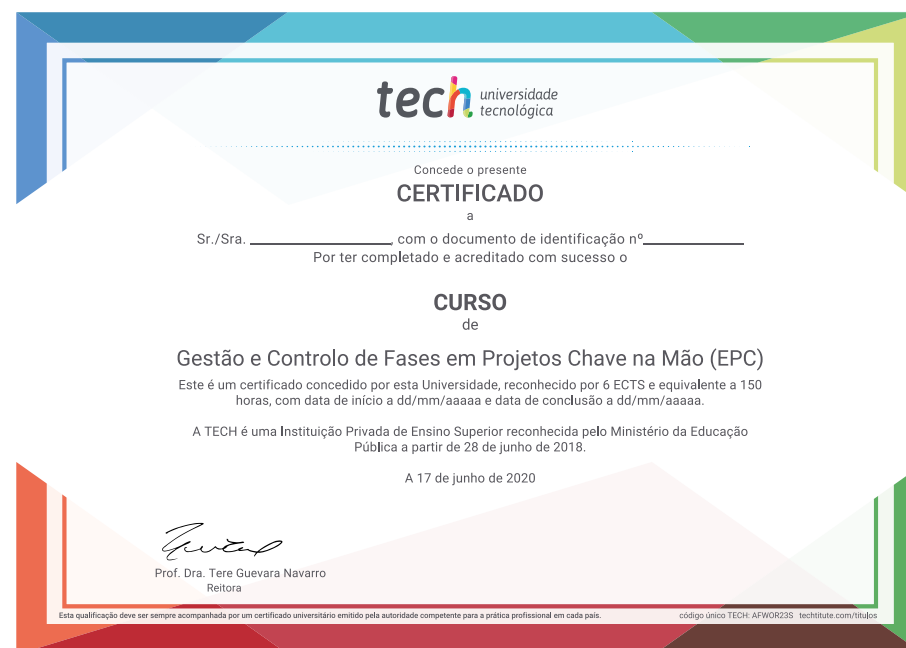 tech universidade
tecnológica
Concede o presente
CERTIFICADO
a
Sr./Sra. __________________, com o documento de identificação nº_____________
Por ter completado e acreditado com sucesso o
CURSO
de
Gestão e Controlo de Fases em Projetos Chave na Mão (EPC)
Este é um certificado concedido por esta Universidade, reconhecido por 6 ECTS e equivalente a 150
horas, com data de início a dd/mm/aaaaa e data de conclusão a dd/mm/aaaaa.
A TECH é uma Instituição Privada de Ensino Superior reconhecida pelo Ministério da Educação
Pública a partir de 28 de junho de 2018.
A 17 de junho de 2020
Prof. Dra. Tere Guevara Navarro
Reitora
Esta qualificação deve ser sempre acompanhada por um certificado universitário emitido pela autoridade competente para a prática profissional em cada país.
código único TECH: AFWOR23S techtitute.com/titulos